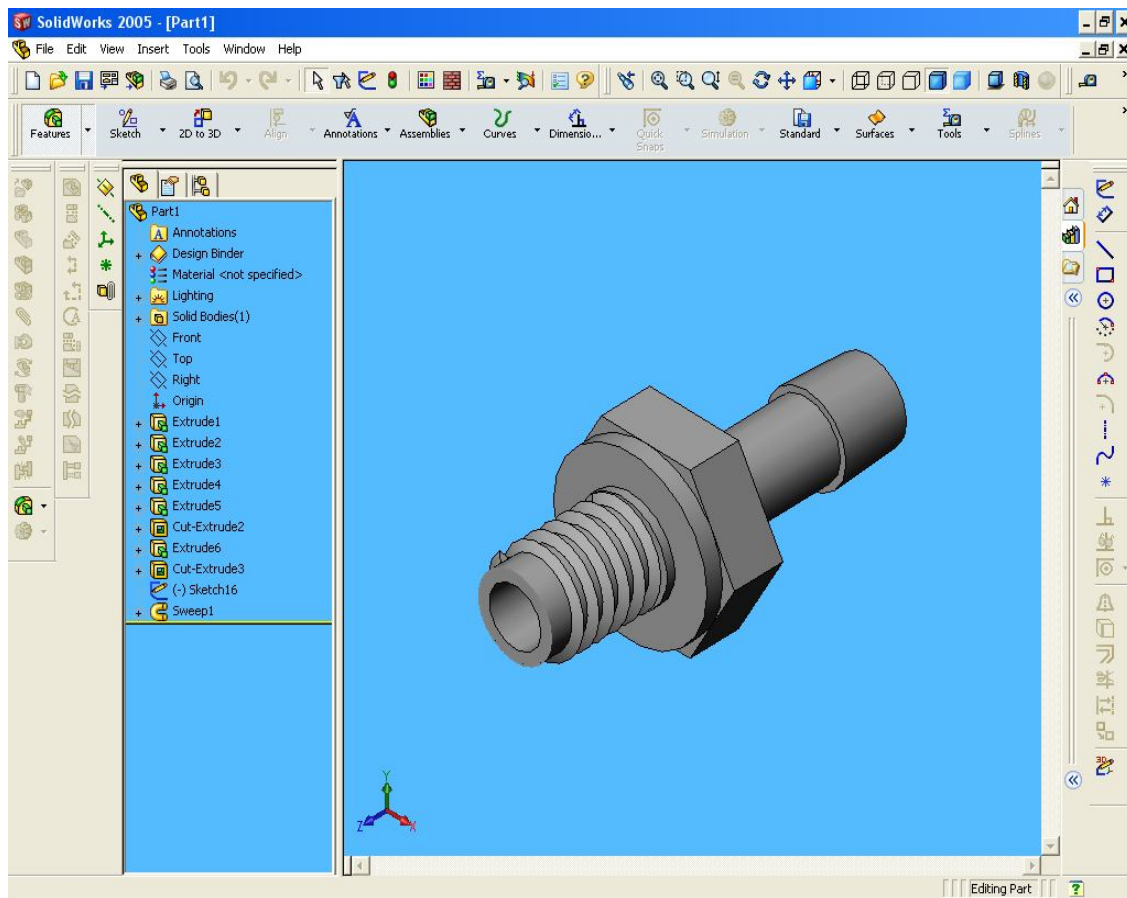 SolidWorks 2005 - [Part1]
File Edit View Insert Tools Window Help
Features Sketch 2D to 3D Align Annotations Assemblies Curves Dimensio... Quick Snaps Simulation Standard Surfaces Tools Splines
Part1
Annotations
Design Binder
Material <not specified>
Lighting
Solid Bodies(1)
Front
Top
Right
Origin
Extrude1
Extrude2
Extrude3
Extrude4
Extrude5
Cut-Extrude2
Extrude6
Cut-Extrude3
(-) Sketch16
Sweep1
Y
Z X
Editing Part